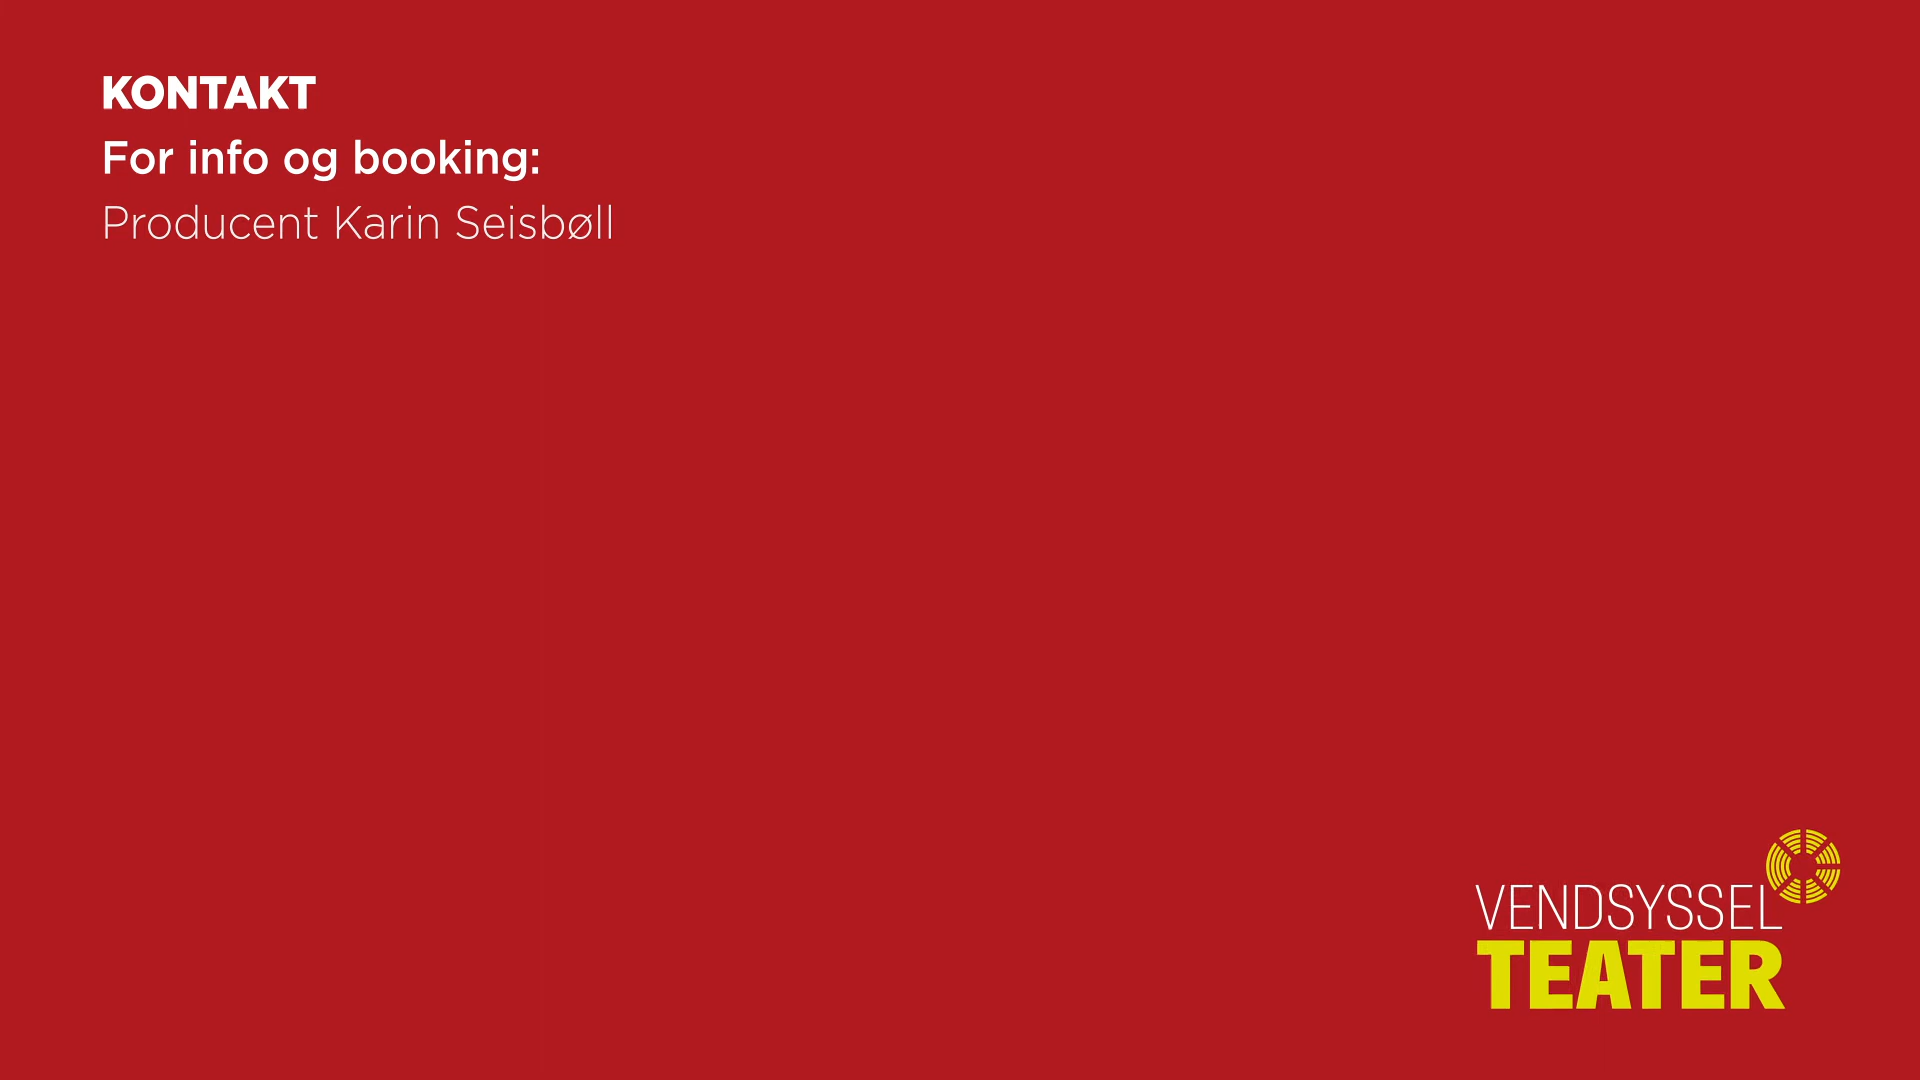 KONTAKT
For info og booking:
Producent Karin Seisbøll
VENDSYSSEL
TEATER